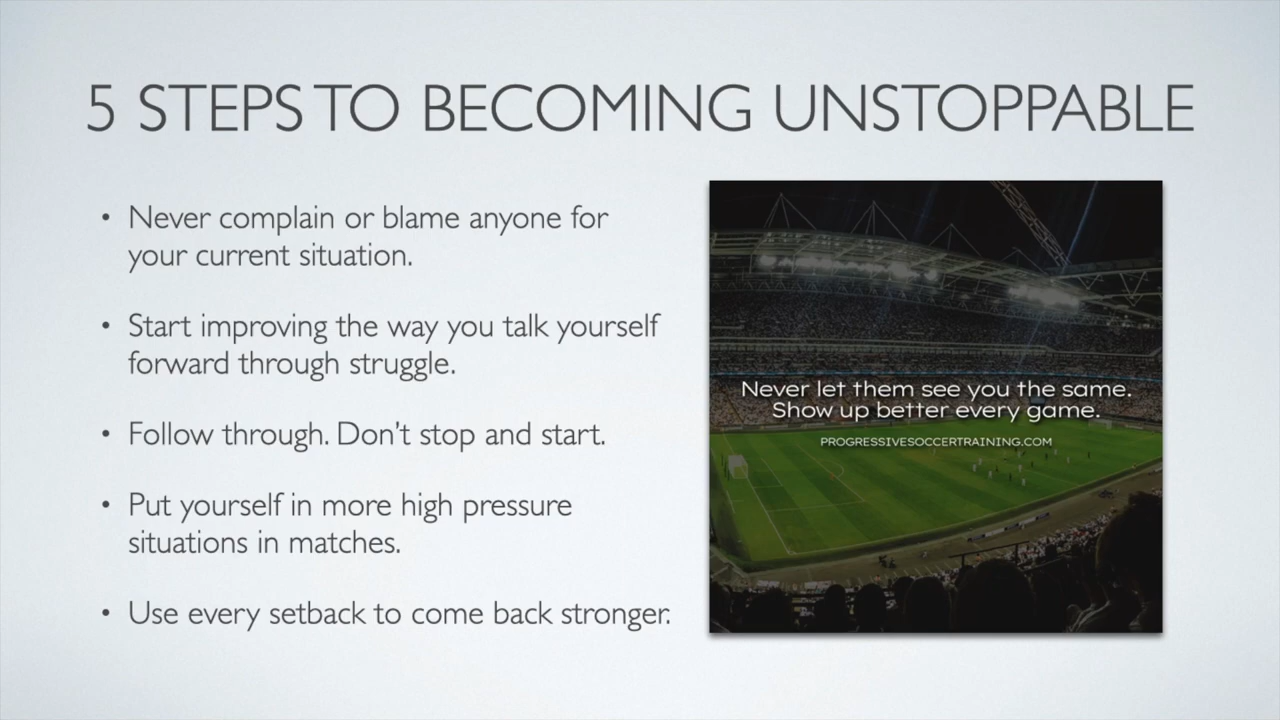 5 STEPS TO BECOMING UNSTOPPABLE
• Never complain or blame anyone for
your current situation.
• Start improving the way you talk yourself
forward through struggle.
• Follow through. Don’t stop and start.
• Put yourself in more high pressure
situations in matches.
• Use every setback to come back stronger.
Never let them see you the same.
Show up better every game.
PROGRESSIVESOCCERTRAINING.COM